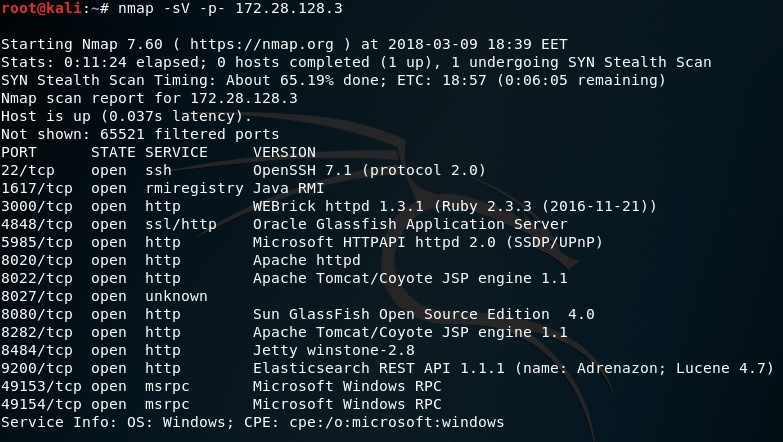 root@kali:~# nmap -sV -p- 172.28.128.3
Starting Nmap 7.60 ( https://nmap.org ) at 2018-03-09 18:39 EET
Stats: 0:11:24 elapsed; 0 hosts completed (1 up), 1 undergoing SYN Stealth Scan
SYN Stealth Scan Timing: About 65.19% done; ETC: 18:57 (0:06:05 remaining)
Nmap scan report for 172.28.128.3
Host is up (0.037s latency).
Not shown: 65521 filtered ports
PORT      STATE SERVICE     VERSION
22/tcp    open  ssh         OpenSSH 7.1 (protocol 2.0)
1617/tcp  open  rmiregistry Java RMI
3000/tcp  open  http        WEBrick httpd 1.3.1 (Ruby 2.3.3 (2016-11-21))
4848/tcp  open  ssl/http    Oracle Glassfish Application Server
5985/tcp  open  http        Microsoft HTTPAPI httpd 2.0 (SSDP/UPnP)
8020/tcp  open  http        Apache httpd
8022/tcp  open  http        Apache Tomcat/Coyote JSP engine 1.1
8027/tcp  open  unknown
8080/tcp  open  http        Sun GlassFish Open Source Edition  4.0
8282/tcp  open  http        Apache Tomcat/Coyote JSP engine 1.1
8484/tcp  open  http        Jetty winstone-2.8
9200/tcp  open  http        Elasticsearch REST API 1.1.1 (name: Adrenazon; Lucene 4.7)
49153/tcp open  msrpc       Microsoft Windows RPC
49154/tcp open  msrpc       Microsoft Windows RPC
Service Info: OS: Windows; CPE: cpe:/o:microsoft:windows